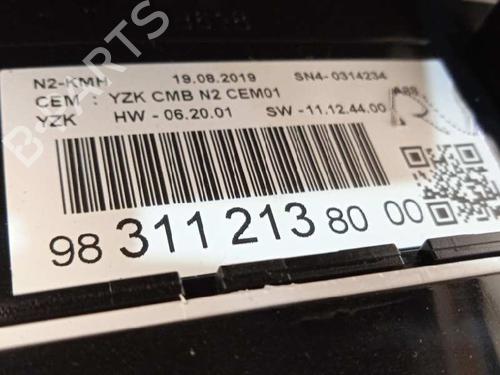 N2-KMH 19.08.2019 SN4-0314234
CEM : YZK CMB N2 CEM01
YZK HW - 06.20.01 SW -11.12.44.00
98 311 213 80 00
B-Parts